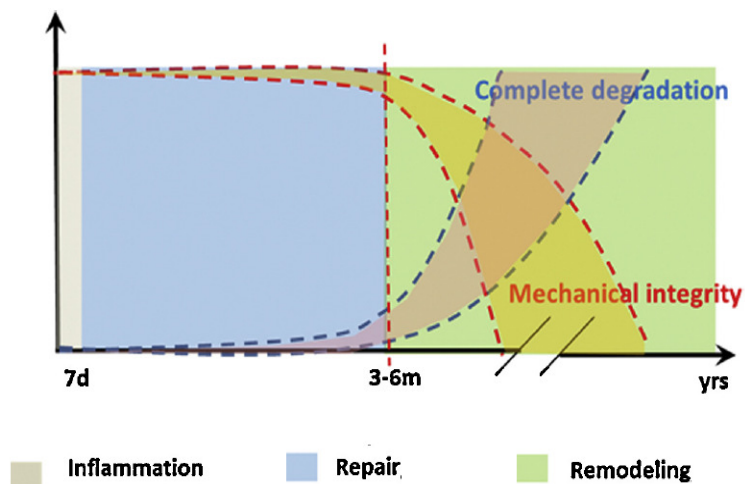 Complete degradation
Mechanical integrity
7d
3-6m
yrs
Inflammation
Repair
Remodeling